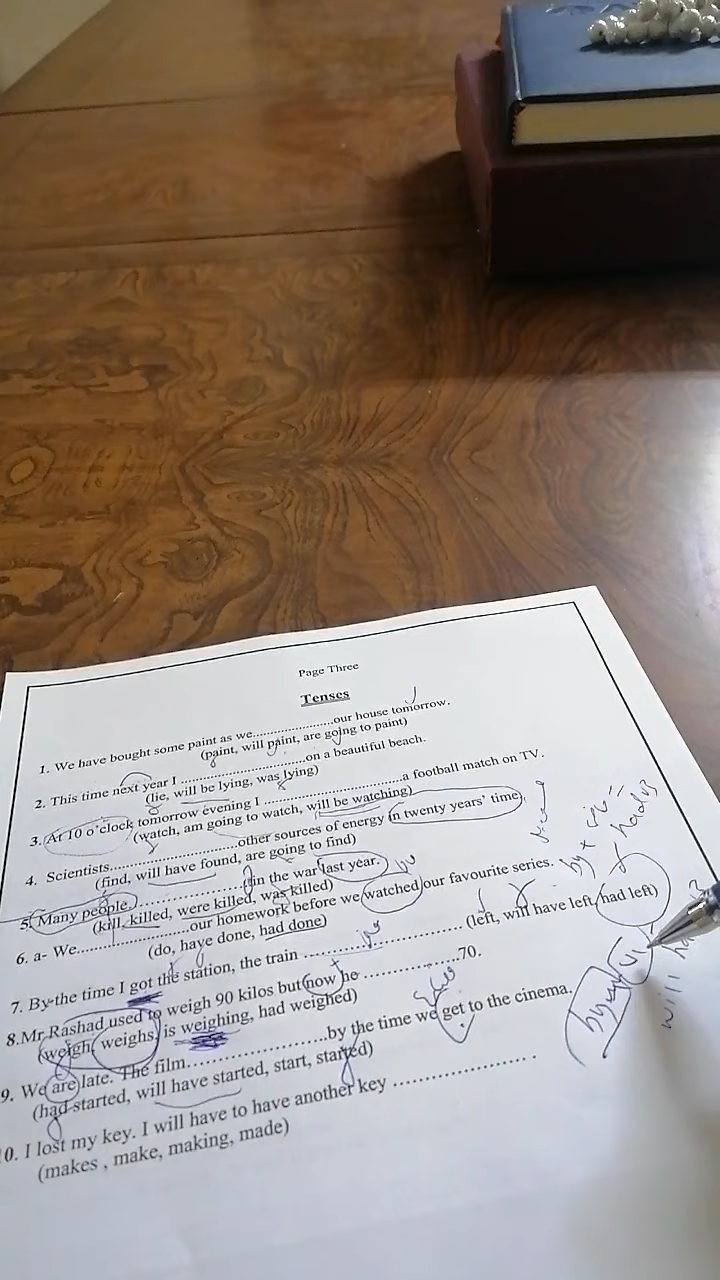 Page Three
Tenses
1. We have bought some paint as we......................our house tomorrow.
(paint, will paint, are going to paint)
2. This time next year I ..................................on a beautiful beach.
(lie, will be lying, was lying)
3. At 10 o'clock tomorrow evening I .......................................a football match on TV.
(watch, am going to watch, will be watching)
4. Scientists....................................other sources of energy in twenty years' time.
(find, will have found, are going to find)
5. Many people..............................in the war last year.
(kill, killed, were killed, was killed)
6. a- We..............................our homework before we watched our favourite series.
(do, have done, had done)
7. By the time I got the station, the train ............................................ (left, will have left, had left)
8.Mr Rashad used to weigh 90 kilos but now he .........................70.
(weigh, weighs, is weighing, had weighed)
9. We are late. The film.......................................by the time we get to the cinema.
(had started, will have started, start, started)
0. I lost my key. I will have to have another key ........................................ .
(makes , make, making, made)